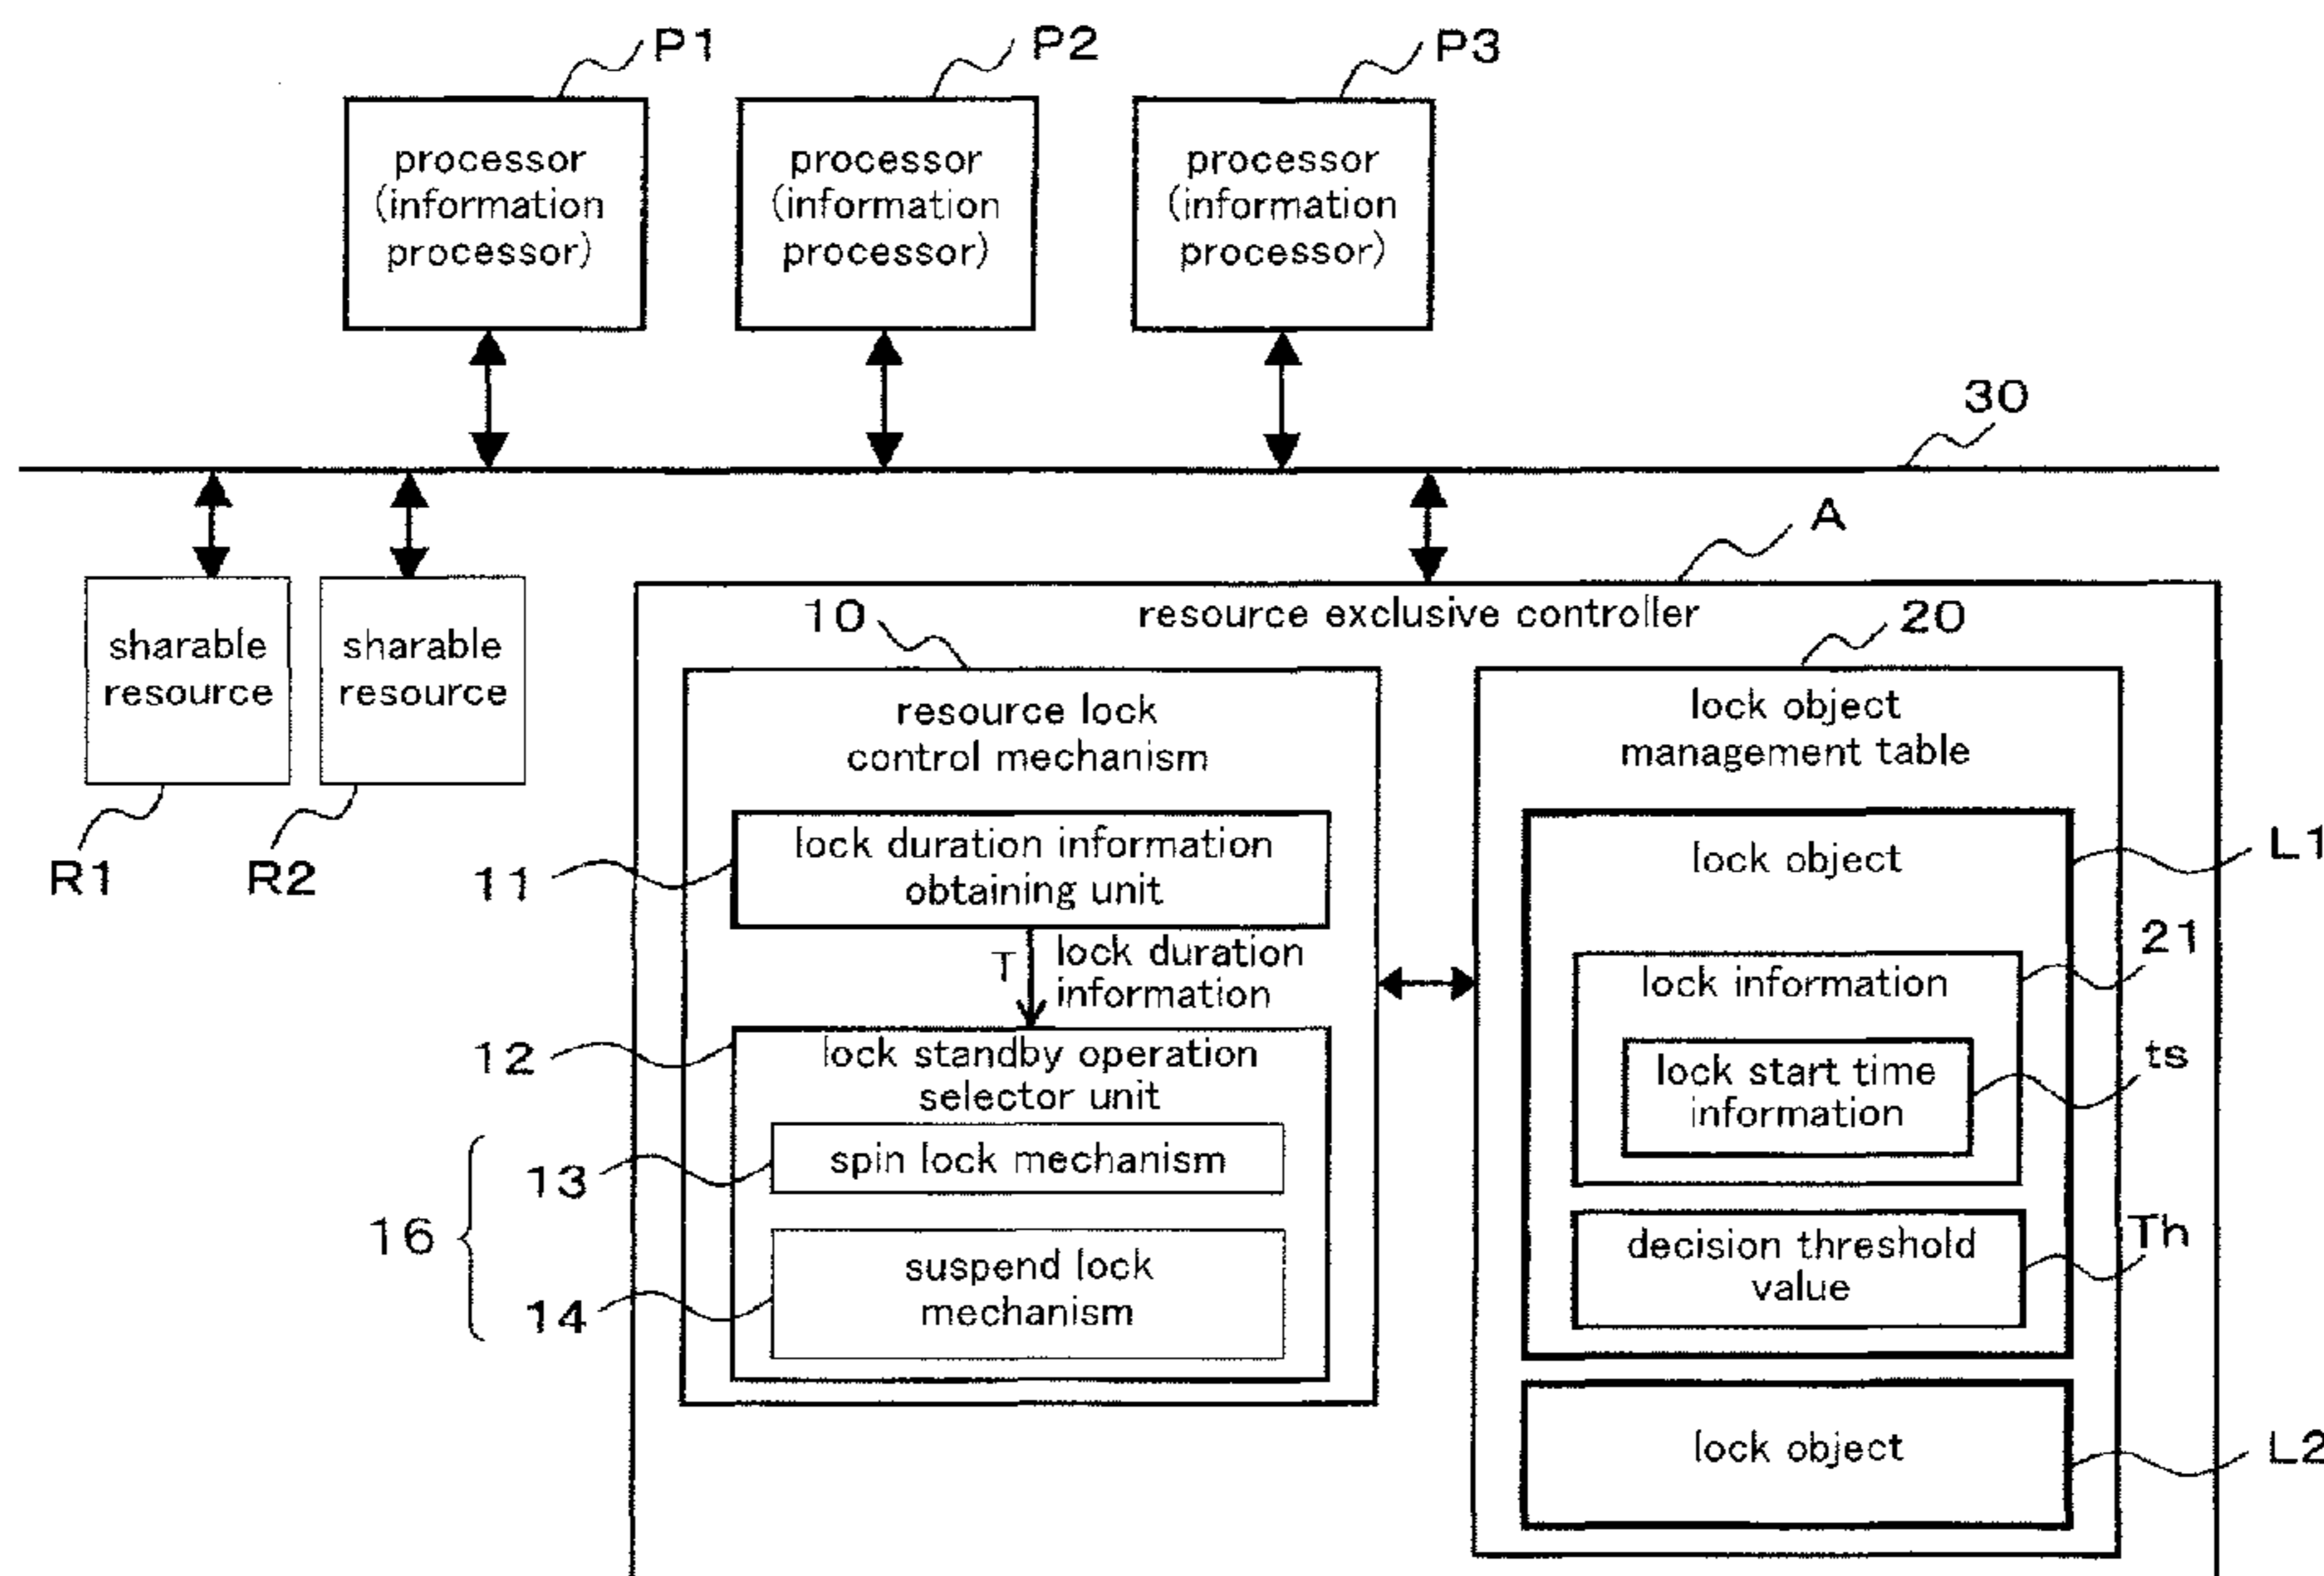 P1
P2
P3
processor
(information
processor)
processor
(information
processor)
processor
(information
processor)
30
A
sharable
resource
sharable
resource
R1
R2
resource exclusive controller
10
20
resource lock
control mechanism
lock duration information
obtaining unit
11
T
lock duration
information
12
lock standby operation
selector unit
spin lock mechanism
13
16
suspend lock
mechanism
14
lock object
management table
lock object
L1
21
lock information
lock start time
information
ts
decision threshold
value
Th
lock object
L2